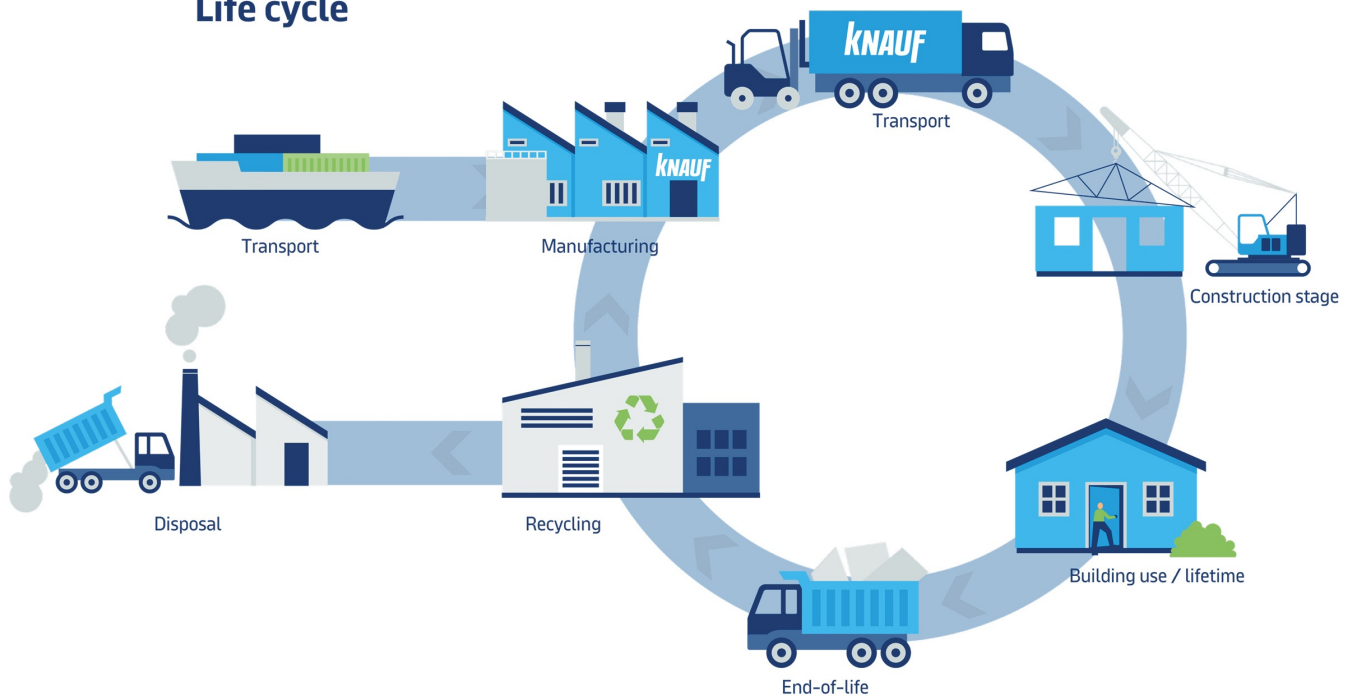 Life cycle
KNAUF
Transport
KNAUF
Transport
Manufacturing
Construction stage
Disposal
Recycling
Building use / lifetime
End-of-life